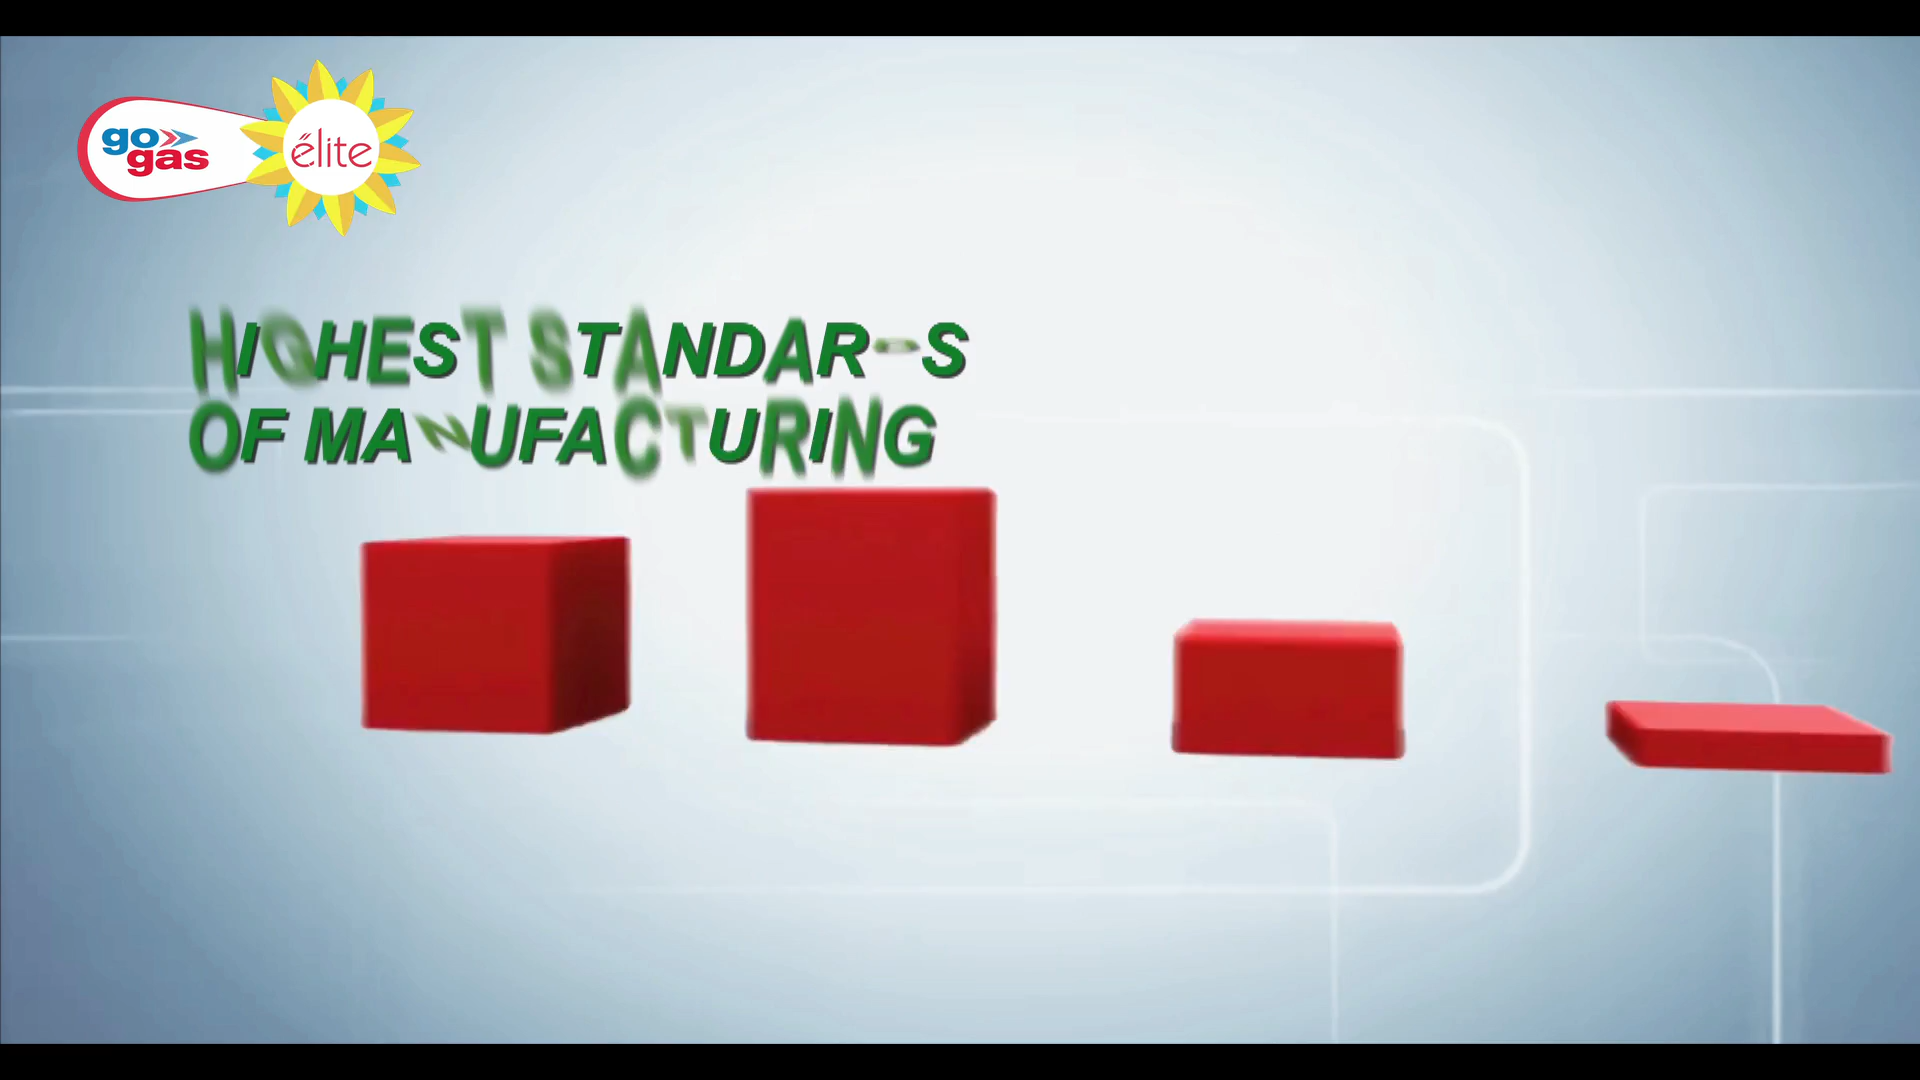 go
gas
élite
HIGHEST STANDARDS
OF MANUFACTURING